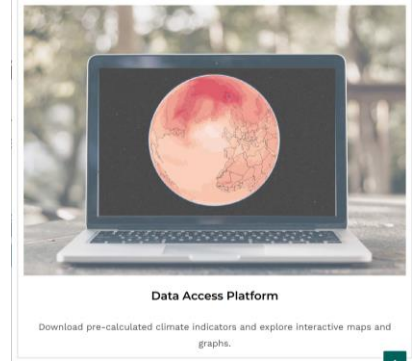 Data Access Platform
Download pre-calculated climate indicators and explore interactive maps and
graphs.